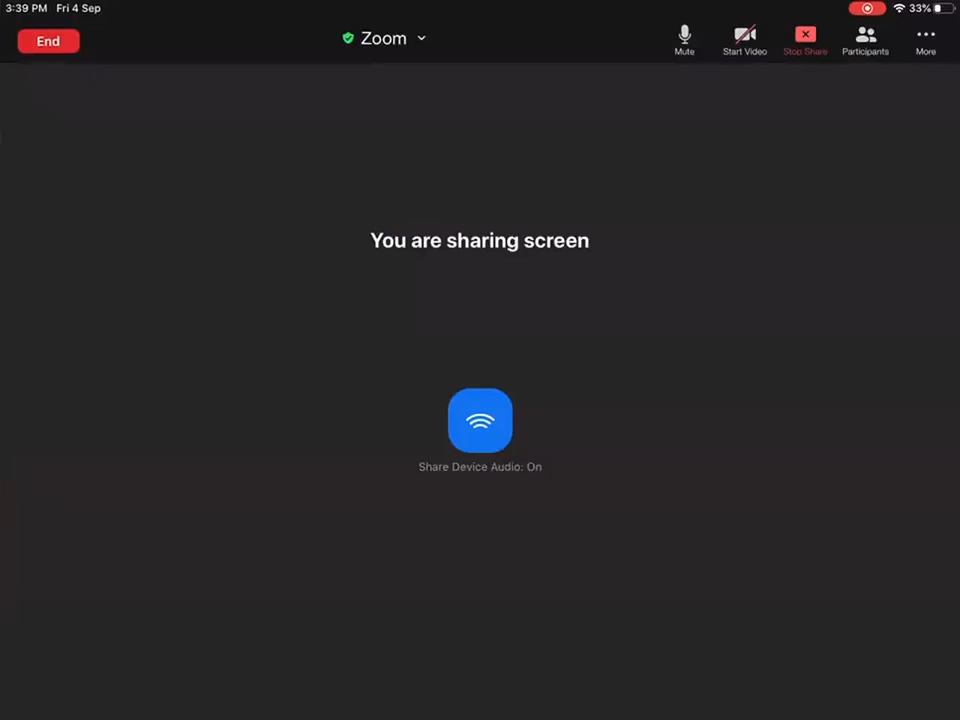 3:39 PM Fri 4 Sep
33%
End
Zoom
Mute
Start Video
Stop Share
Participants
More
You are sharing screen
Share Device Audio: On